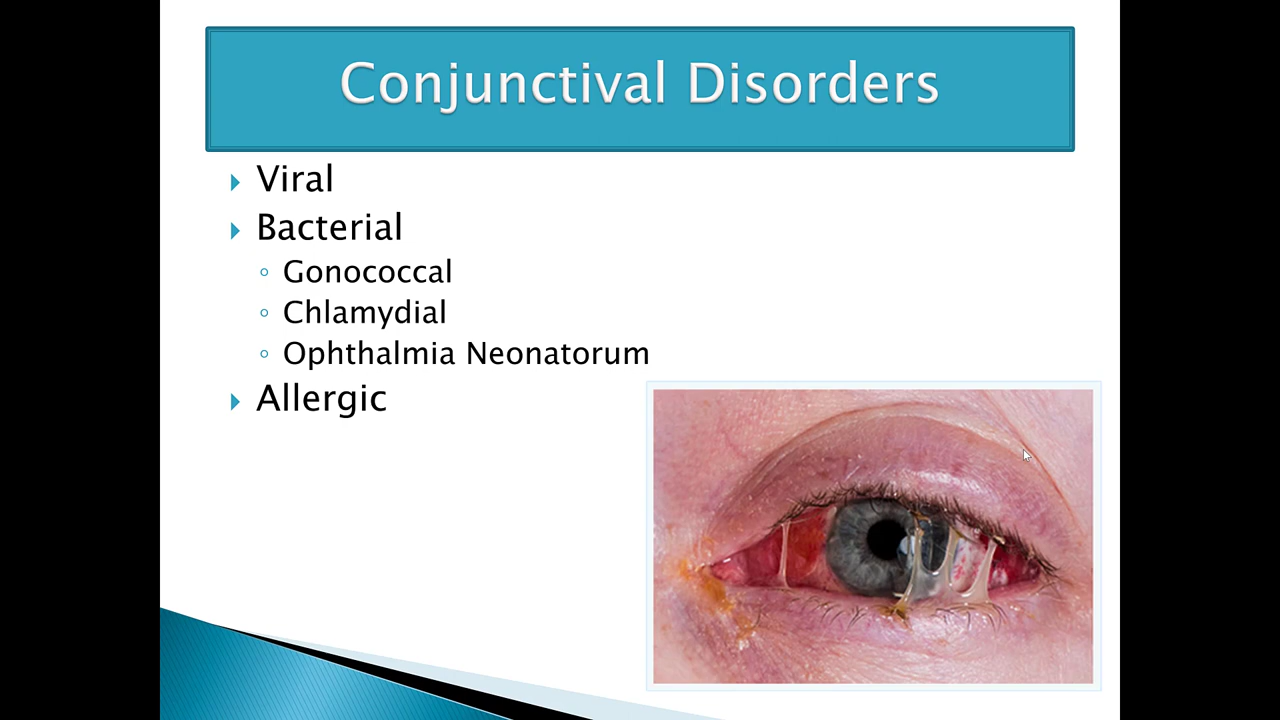 Conjunctival Disorders
Viral
Bacterial
Gonococcal
Chlamydial
Ophthalmia Neonatorum
Allergic